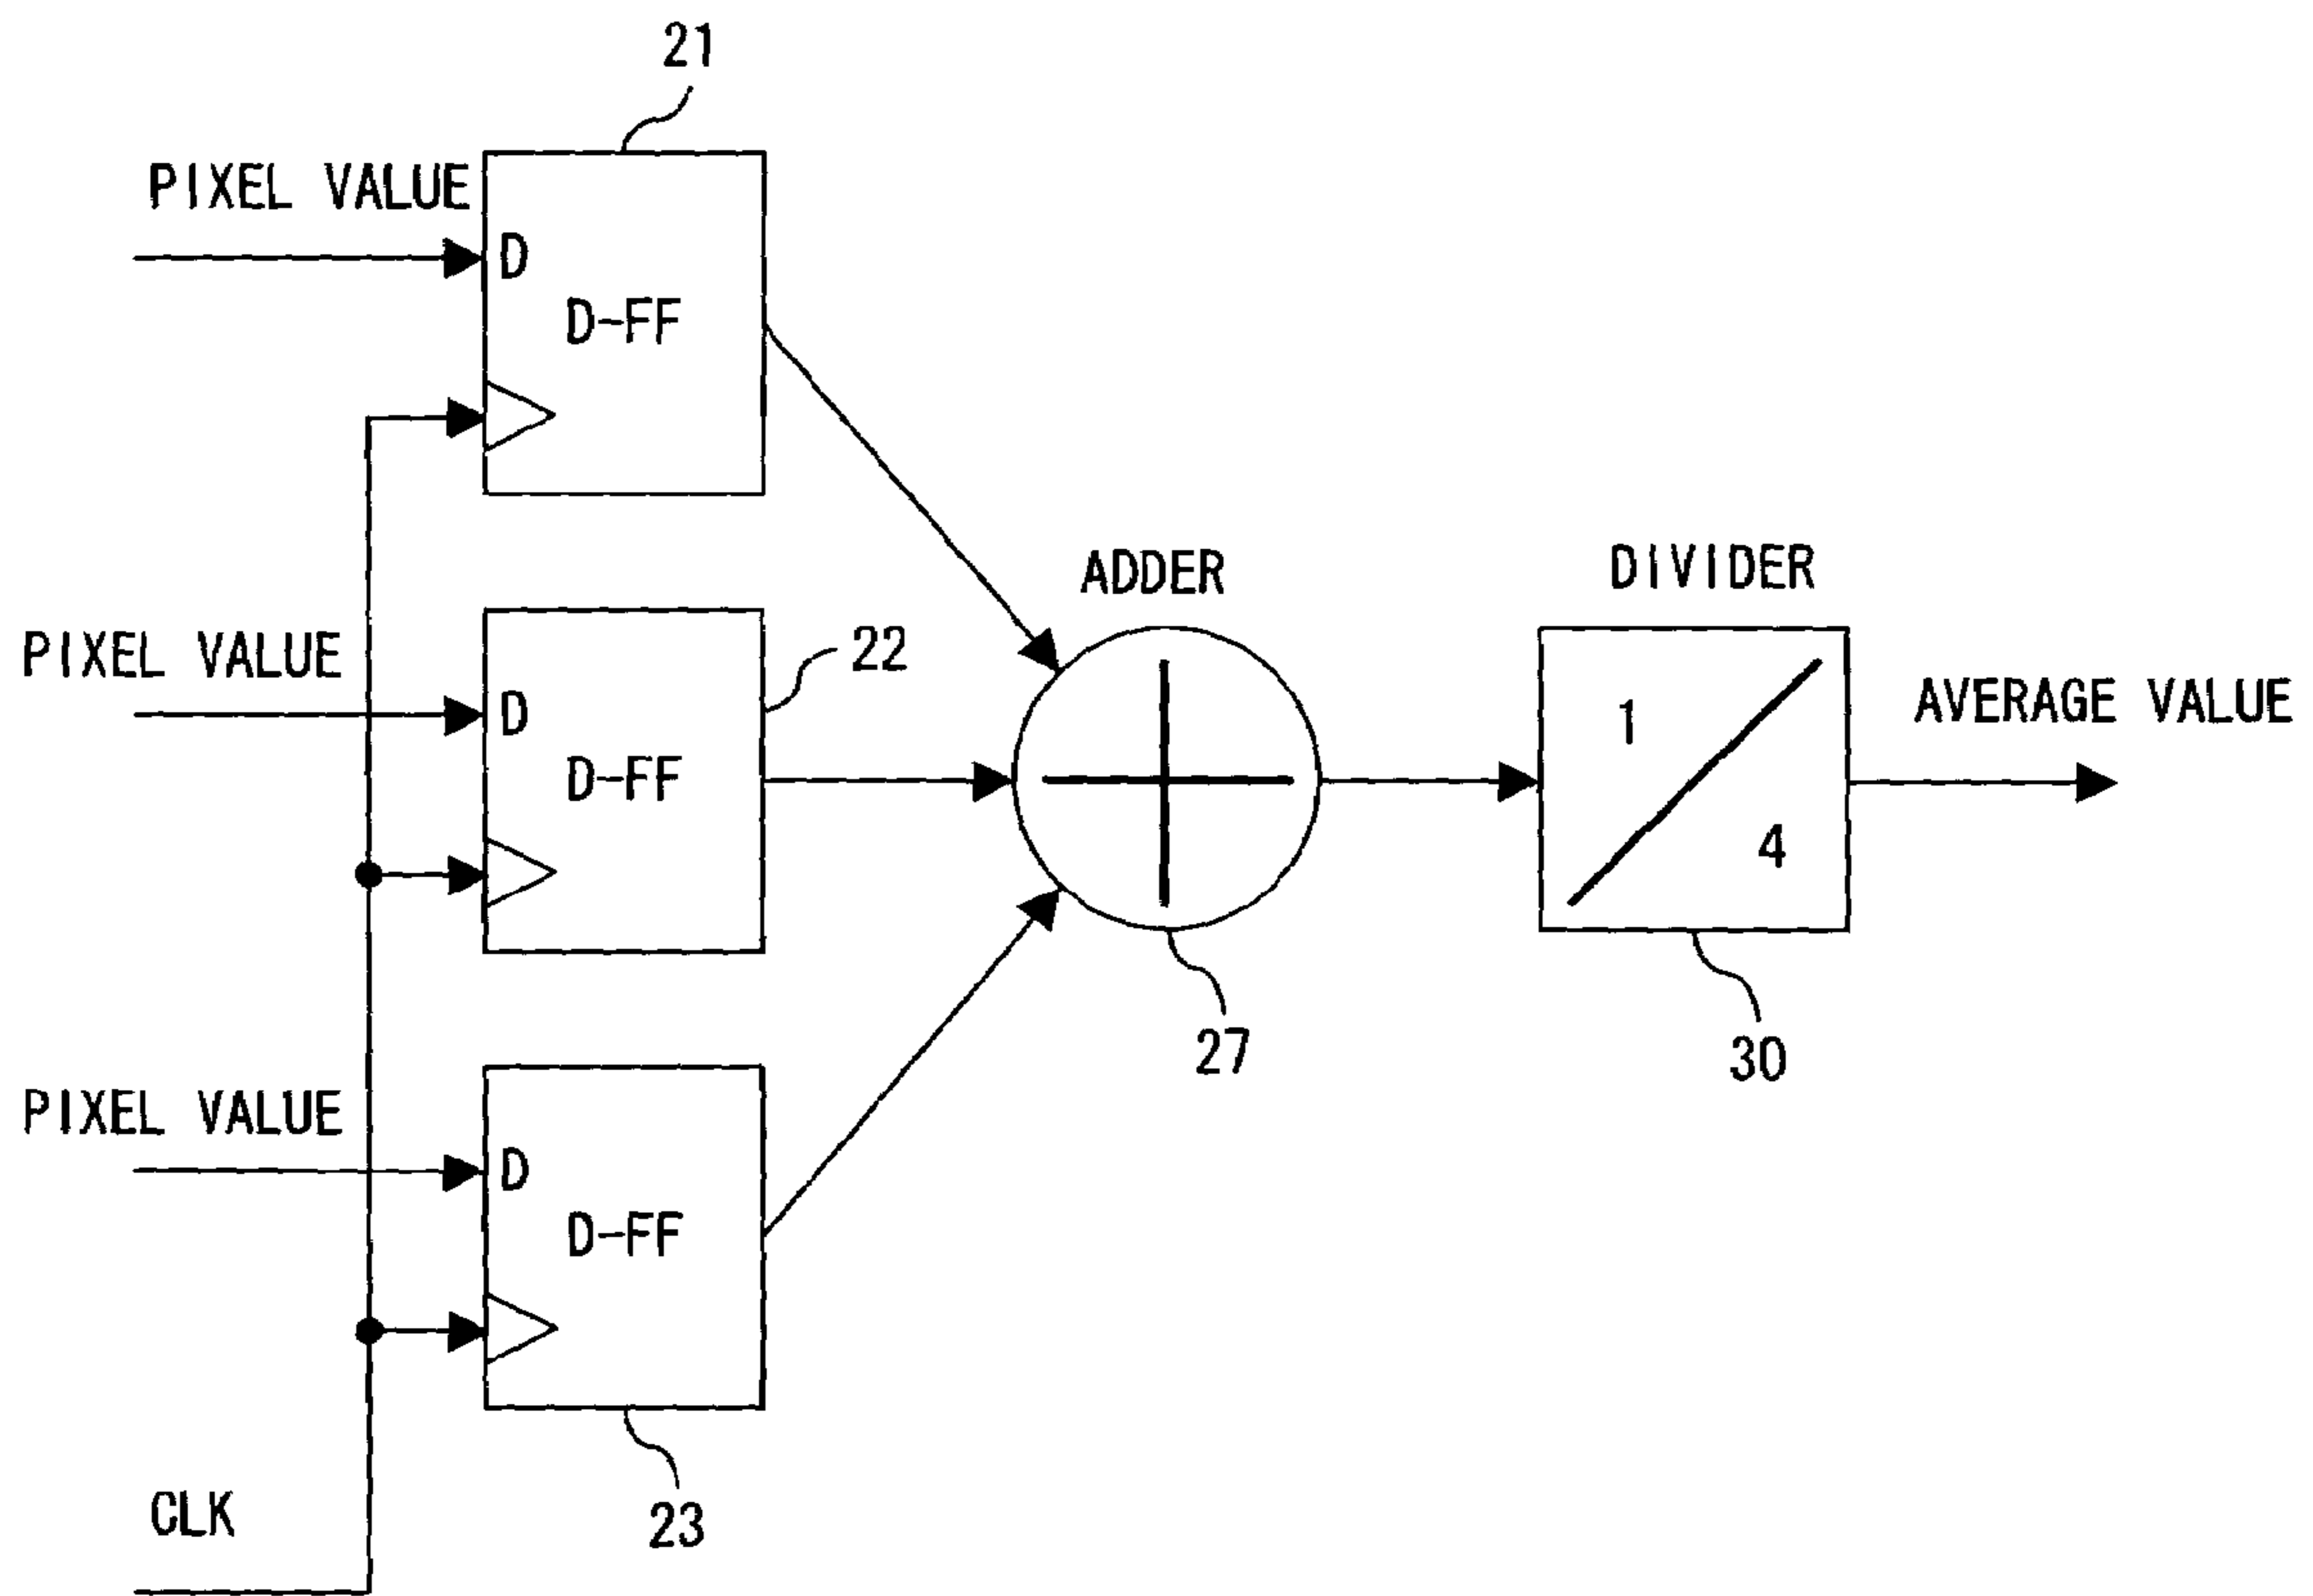 21
PIXEL VALUE
D
D-FF
ADDER
DIVIDER
PIXEL VALUE
22
D
D-FF
1/4
AVERAGE VALUE
27
30
PIXEL VALUE
D
D-FF
23
CLK